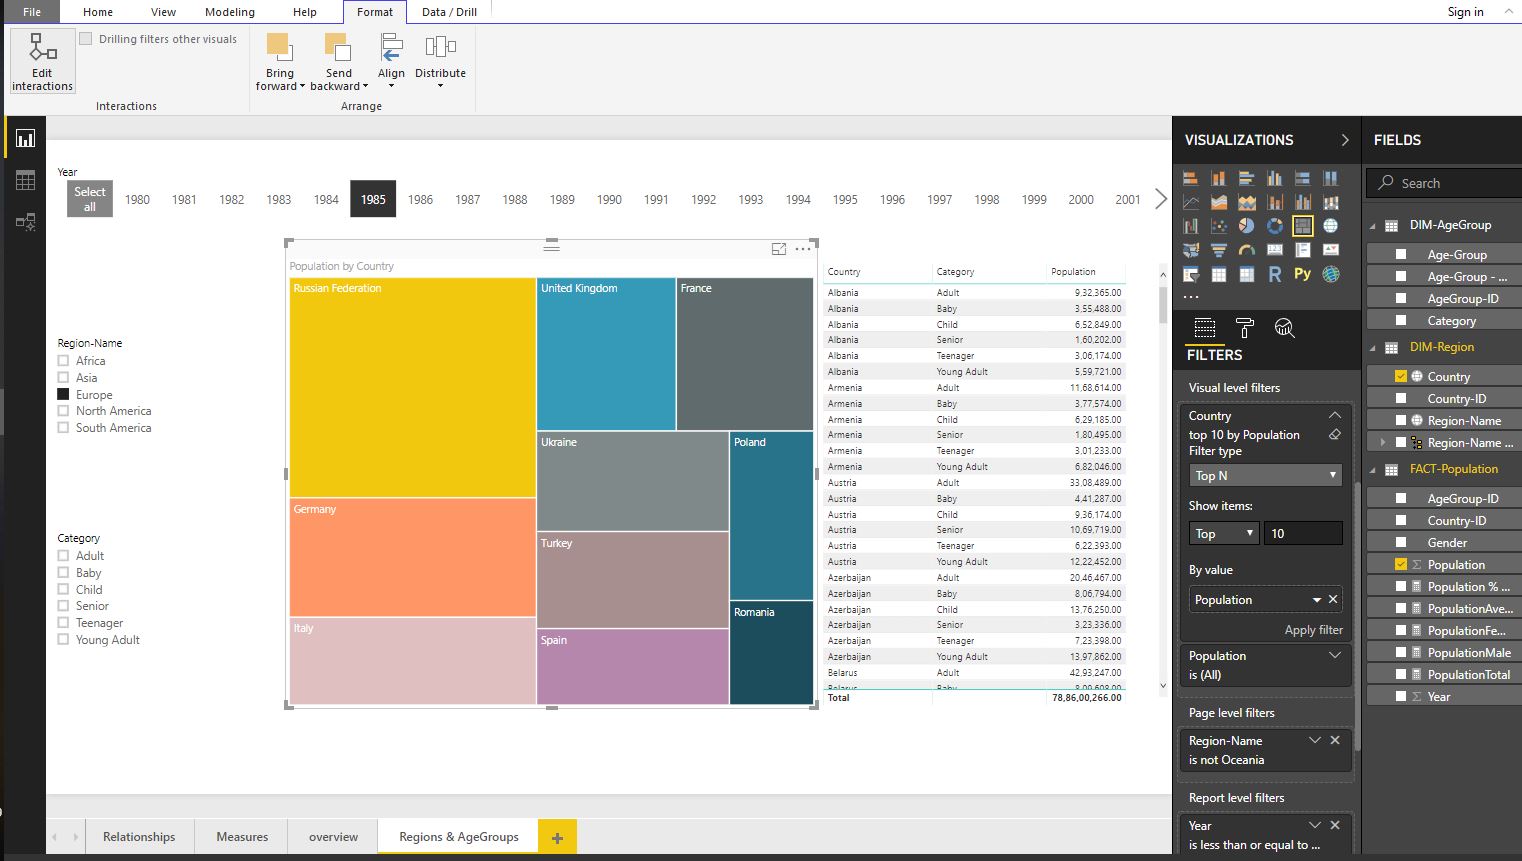 File Home View Modeling Help Format Data / Drill Sign in
Drilling filters other visuals
Edit interactions
Bring forward
Send backward
Align
Distribute
Interactions
Arrange
Year
Select all 1980 1981 1982 1983 1984 1985 1986 1987 1988 1989 1990 1991 1992 1993 1994 1995 1996 1997 1998 1999 2000 2001
Region-Name
Africa
Asia
Europe
North America
South America
Category
Adult
Baby
Child
Senior
Teenager
Young Adult
Population by Country
Russian Federation
United Kingdom
France
Ukraine
Poland
Germany
Turkey
Romania
Italy
Spain
Country Category Population
Albania Adult 9,32,365.00
Albania Baby 3,55,488.00
Albania Child 6,52,849.00
Albania Senior 1,60,202.00
Albania Teenager 3,06,174.00
Albania Young Adult 5,59,721.00
Armenia Adult 11,68,614.00
Armenia Baby 3,77,574.00
Armenia Child 6,29,185.00
Armenia Senior 1,80,495.00
Armenia Teenager 3,01,233.00
Armenia Young Adult 6,82,046.00
Austria Adult 33,08,489.00
Austria Baby 4,41,287.00
Austria Child 9,36,174.00
Austria Senior 10,69,719.00
Austria Teenager 6,22,393.00
Austria Young Adult 12,22,452.00
Azerbaijan Adult 20,46,467.00
Azerbaijan Baby 8,06,794.00
Azerbaijan Child 13,76,250.00
Azerbaijan Senior 3,23,336.00
Azerbaijan Teenager 7,23,398.00
Azerbaijan Young Adult 13,97,862.00
Belarus Adult 42,93,247.00
Belarus Baby 8,09,608.00
Total 78,86,00,266.00
VISUALIZATIONS
R Py
FILTERS
Visual level filters
Country
top 10 by Population
Filter type
Top N
Show items:
Top 10
By value
Population
Apply filter
Population
is (All)
Page level filters
Region-Name
is not Oceania
Report level filters
Year
is less than or equal to ...
FIELDS
Search
DIM-AgeGroup
Age-Group
Age-Group - ...
AgeGroup-ID
Category
DIM-Region
Country
Country-ID
Region-Name
Region-Name ...
FACT-Population
AgeGroup-ID
Country-ID
Gender
Population
Population % ...
PopulationAve...
PopulationFe...
PopulationMale
PopulationTotal
Year
Relationships Measures overview Regions & AgeGroups